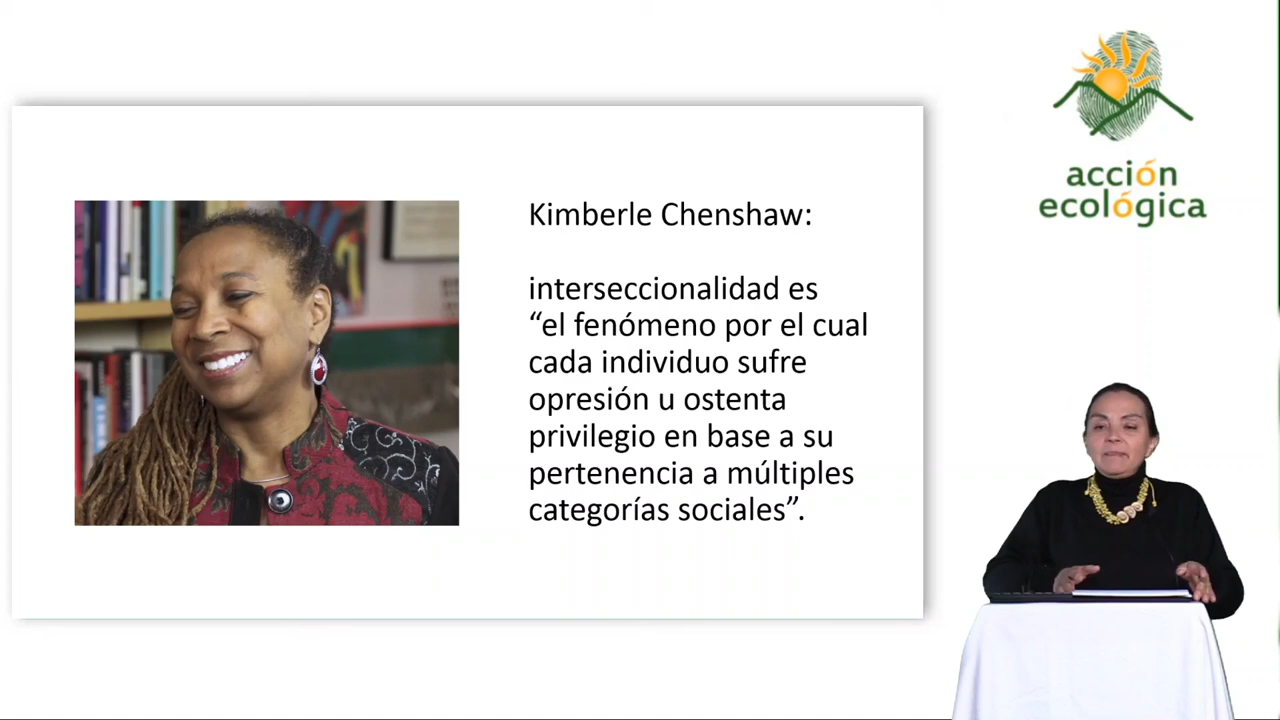 Kimberle Chenshaw:
interseccionalidad es
“el fenómeno por el cual
cada individuo sufre
opresión u ostenta
privilegio en base a su
pertenencia a múltiples
categorías sociales”.
acción
ecológica